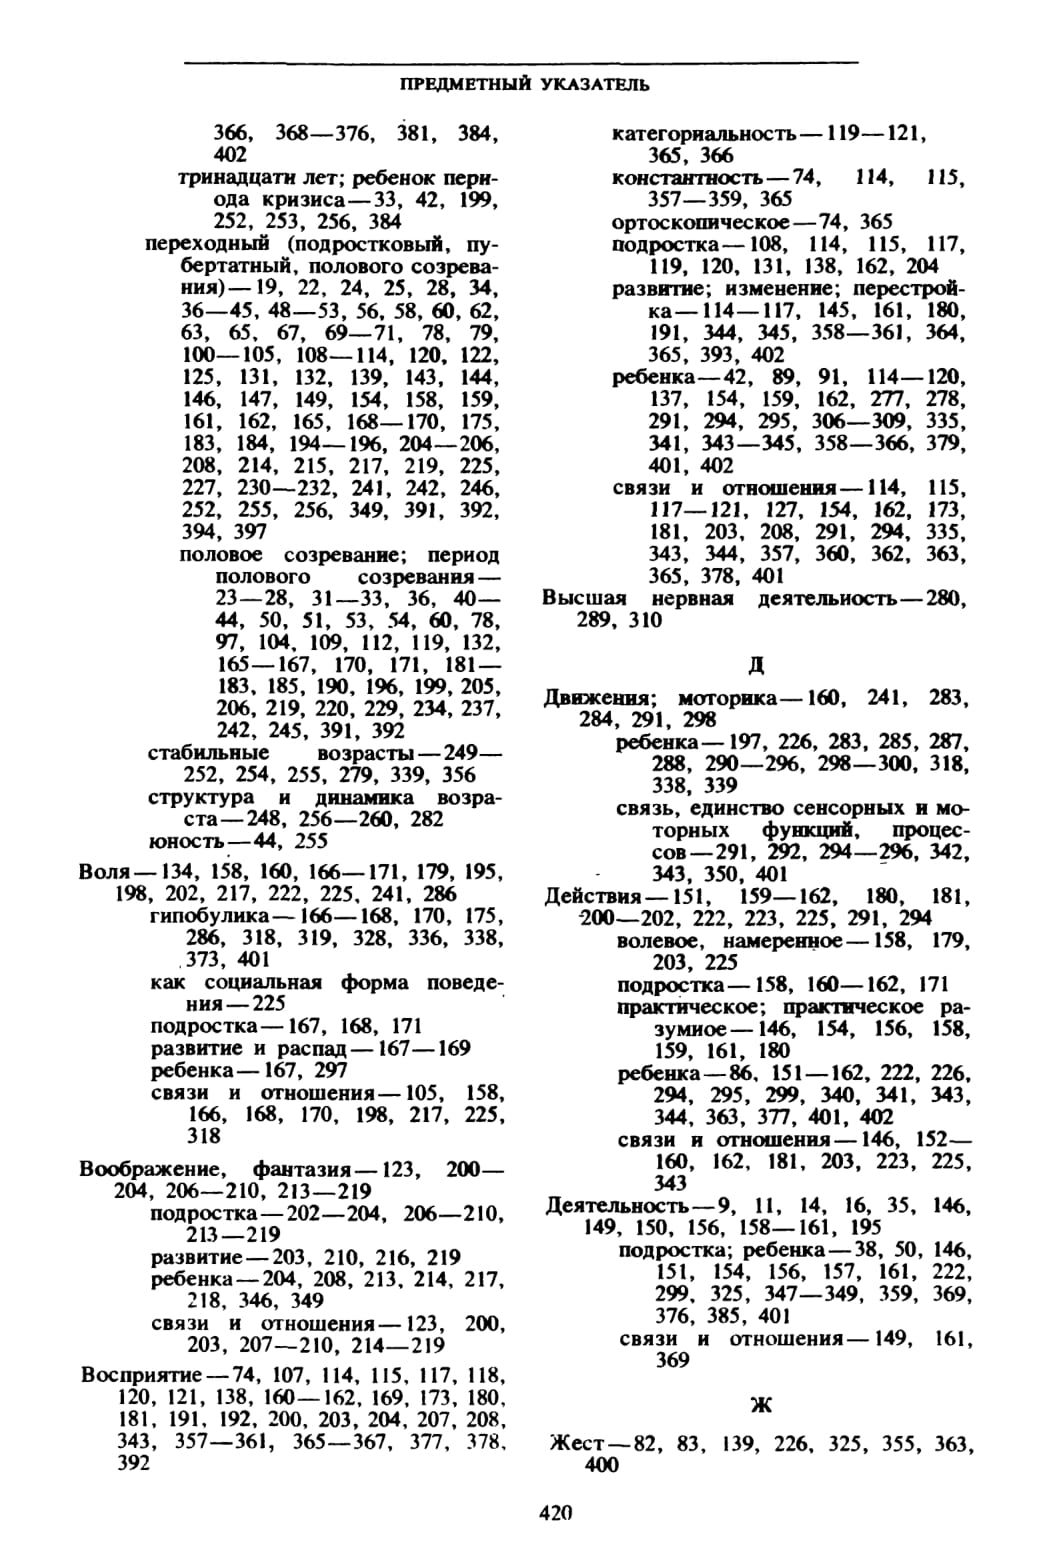 ПРЕДМЕТНЫЙ УКАЗАТЕЛЬ
366, 368—376, 381, 384,
402
тринадцати лет; ребенок пери-
ода кризиса—33, 42, 199,
252, 253, 256, 384
переходный (подростковый, пу-
бертатный, полового созрева-
ния)—19, 22, 24, 25, 28, 34,
36—45, 48—53, 56, 58, 60, 62,
63, 65, 67, 69—71, 78, 79,
100—105, 108—114, 120, 122,
125, 131, 132, 139, 143, 144,
146, 147, 149, 154, 158, 159,
161, 162, 165, 168—170, 175,
183, 184, 194—196, 204—206,
208, 214, 215, 217, 219, 225,
227, 230—232, 241, 242, 246,
252, 255, 256, 349, 391, 392,
394, 397
половое созревание; период
полового созревания—
23—28, 31—33, 36, 40—
44, 50, 51, 53, 54, 60, 78,
97, 104, 109, 112, 119, 132,
165—167, 170, 171, 181—
183, 185, 190, 196, 199, 205,
206, 219, 220, 229, 234, 237,
242, 245, 391, 392
стабильные возрасты—249—
252, 254, 255, 279, 339, 356
структура и динамика возра-
ста—248, 256—260, 282
юность—44, 255
Воля—134, 158, 160, 166—171, 179, 195,
198, 202, 217, 222, 225, 241, 286
гипобулика—166—168, 170, 175,
286, 318, 319, 328, 336, 338,
373, 401
как социальная форма поведе-
ния—225
подростка—167, 168, 171
развитие и распад—167—169
ребенка—167, 297
связи и отношения—105, 158,
166, 168, 170, 198, 217, 225,
318
Воображение, фантазия—123, 200—
204, 206—210, 213—219
подростка—202—204, 206—210,
213—219
развитие—203, 210, 216, 219
ребенка—204, 208, 213, 214, 217,
218, 346, 349
связи и отношения—123, 200,
203, 207—210, 214—219
Восприятие—74, 107, 114, 115, 117, 118,
120, 121, 138, 160—162, 169, 173, 180,
181, 191, 192, 200, 203, 204, 207, 208,
343, 357—361, 365—367, 377, 378,
392
категориальность—119—121,
365, 366
константность—74, 114, 115,
357—359, 365
ортоскопическое—74, 365
подростка—108, 114, 115, 117,
119, 120, 131, 138, 162, 204
развитие; изменение; перестрой-
ка—114—117, 145, 161, 180,
191, 344, 345, 358—361, 364,
365, 393, 402
ребенка—42, 89, 91, 114—120,
137, 154, 159, 162, 277, 278,
291, 294, 295, 306—309, 335,
341, 343—345, 358—366, 379,
401, 402
связи и отношения—114, 115,
117—121, 127, 154, 162, 173,
181, 203, 208, 291, 294, 335,
343, 344, 357, 360, 362, 363,
365, 378, 401
Высшая нервная деятельность—280,
289, 310
Д
Движения; моторика—160, 241, 283,
284, 291, 298
ребенка—197, 226, 283, 285, 287,
288, 290—296, 298—300, 318,
338, 339
связь, единство сенсорных и мо-
торных функций, процес-
сов—291, 292, 294—296, 342,
343, 350, 401
Действия—151, 159—162, 180, 181,
200—202, 222, 223, 225, 291, 294
волевое, намеренное—158, 179,
203, 225
подростка—158, 160—162, 171
практическое; практическое ра-
зумное—146, 154, 156, 158,
159, 161, 180
ребенка—86, 151—162, 222, 226,
294, 295, 299, 340, 341, 343,
344, 363, 377, 401, 402
связи и отношения—146, 152—
160, 162, 181, 203, 223, 225,
343
Деятельность—9, 11, 14, 16, 35, 146,
149, 150, 156, 158—161, 195
подростка; ребенка—38, 50, 146,
151, 154, 156, 157, 161, 222,
299, 325, 347—349, 359, 369,
376, 385, 401
связи и отношения—149, 161,
369
Ж
Жест—82, 83, 139, 226, 325, 355, 363,
400
420